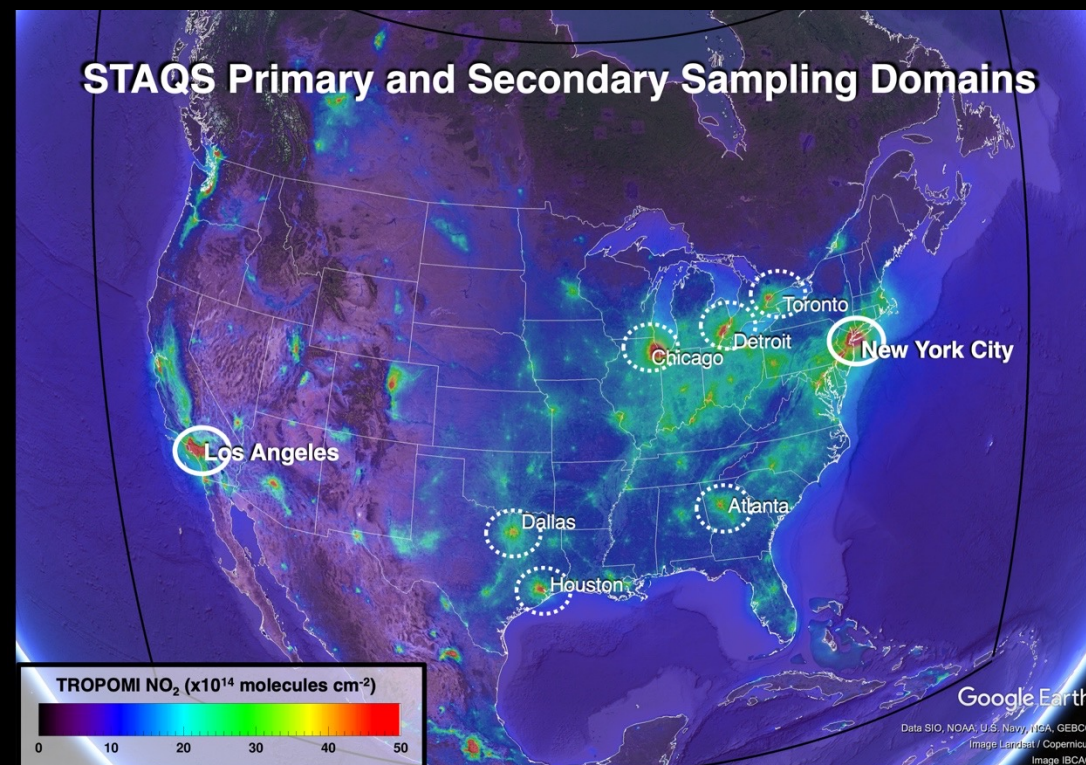 STAQS Primary and Secondary Sampling Domains
Toronto
Detroit
Chicago
New York City
Los Angeles
Atlanta
Dallas
Houston
TROPOMI NO₂ (x10¹⁴ molecules cm⁻²)
0 10 20 30 40 50
Google Earth
Data SIO, NOAA, U.S. Navy, NGA, GEBCO
Image Landsat / Copernicus
Image IBCA